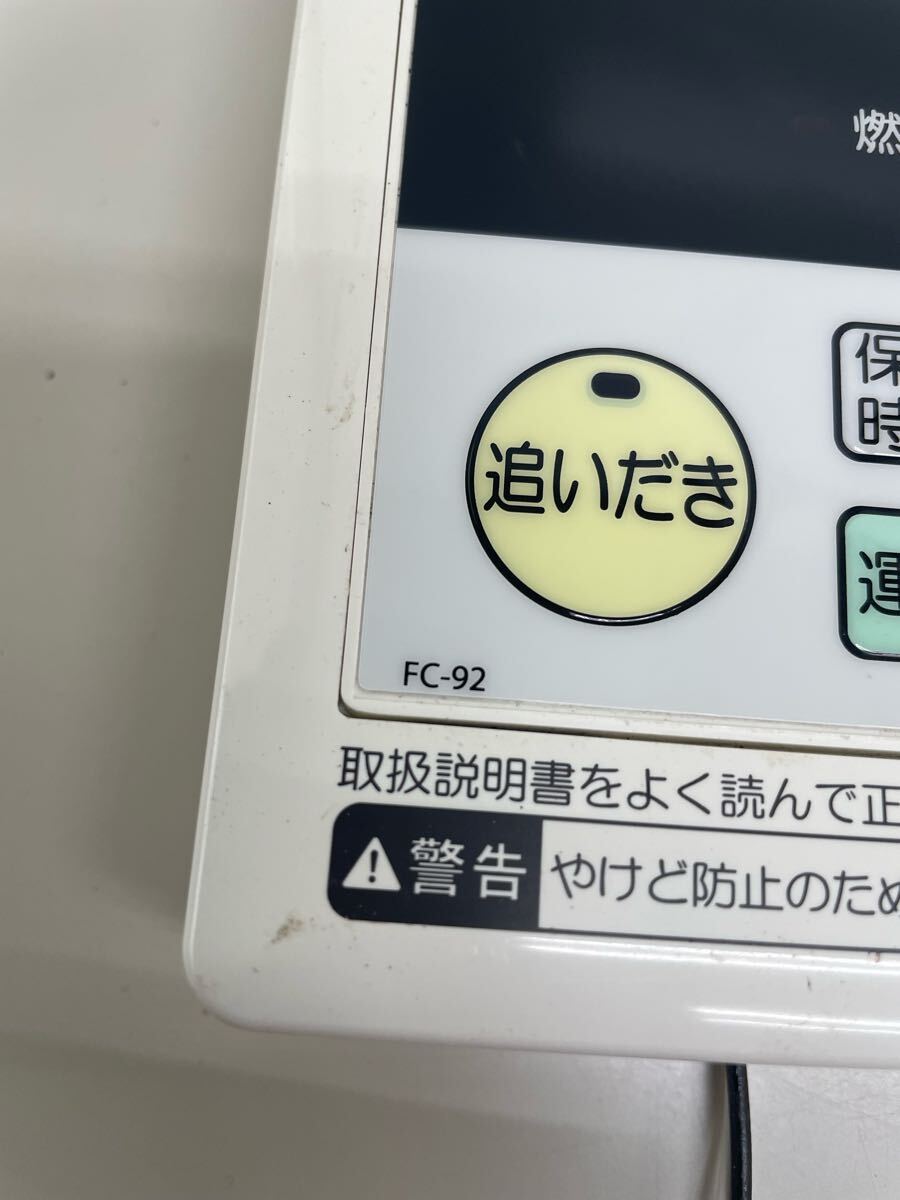 燃
追いだき
保
時
運
FC-92
取扱説明書をよく読んで正
警告 やけど防止のため